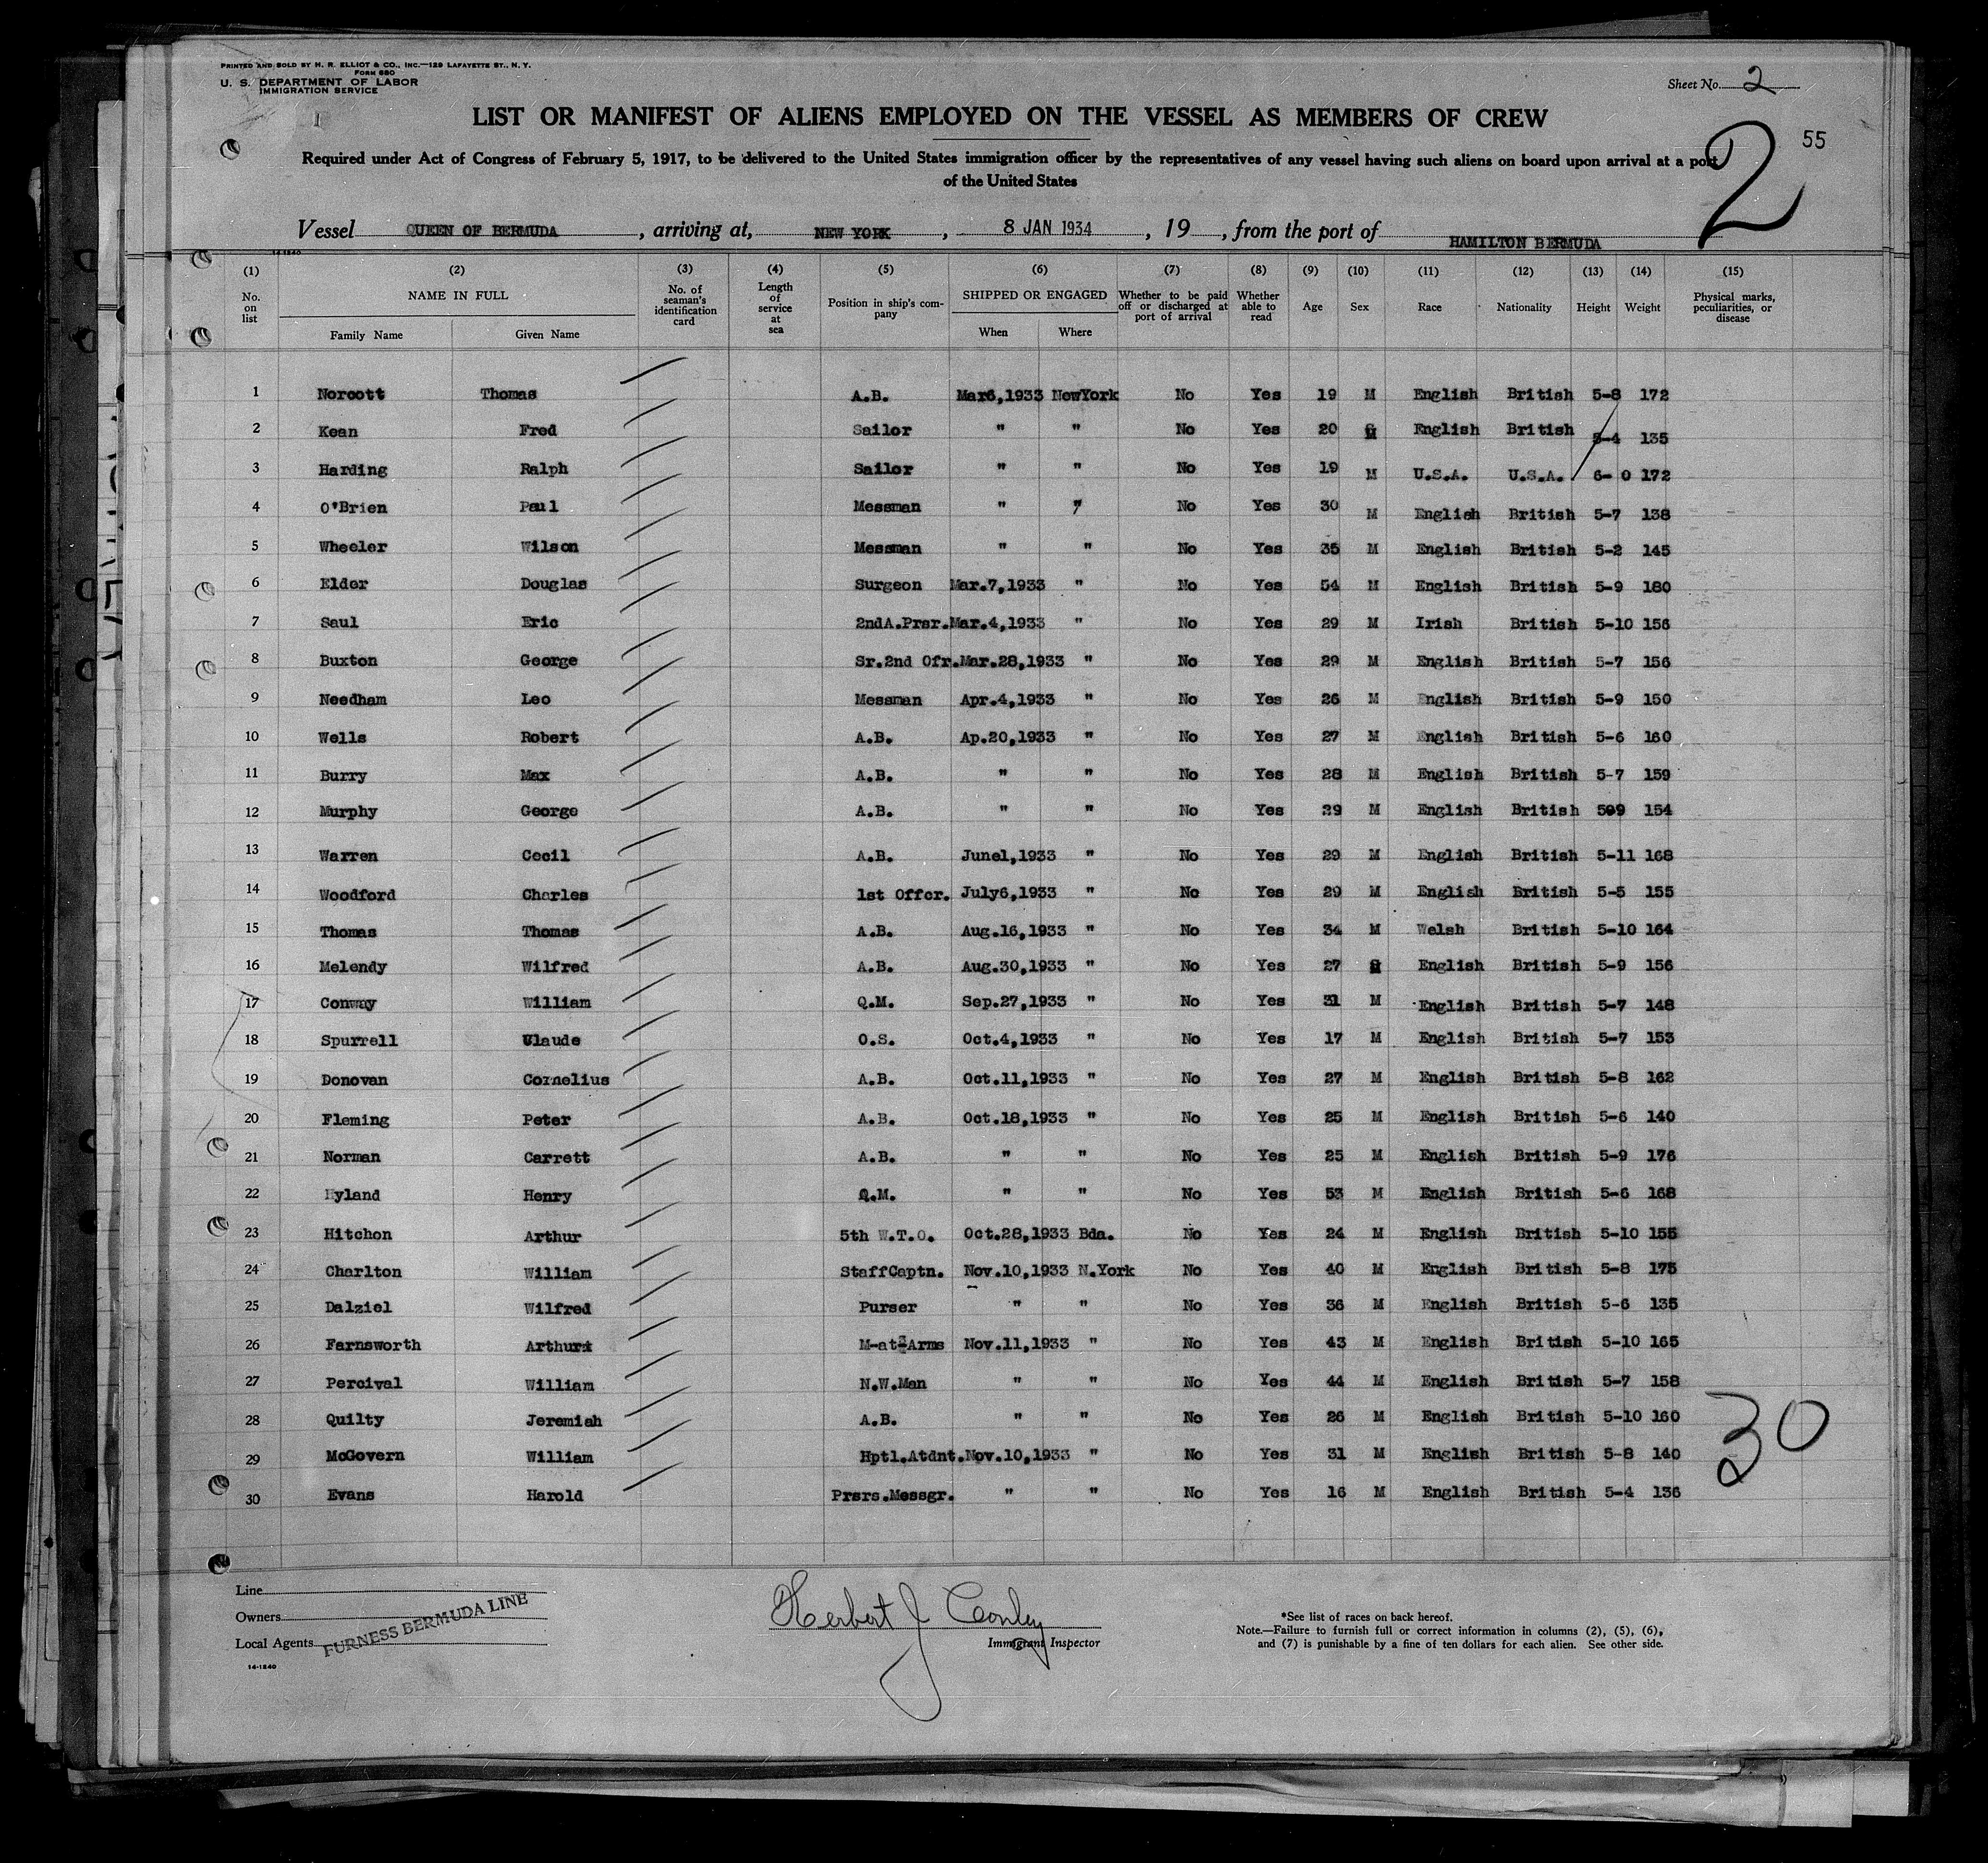 PRINTED AND SOLD BY H. R. ELLIOT & CO., INC.—129 LAFAYETTE ST., N. Y.
FORM 680
U. S. DEPARTMENT OF LABOR
IMMIGRATION SERVICE
Sheet No. 2
LIST OR MANIFEST OF ALIENS EMPLOYED ON THE VESSEL AS MEMBERS OF CREW
2 55
Required under Act of Congress of February 5, 1917, to be delivered to the United States immigration officer by the representatives of any vessel having such aliens on board upon arrival at a port
of the United States
Vessel QUEEN OF BERMUDA , arriving at, NEW YORK , 8 JAN 1934 , 19 , from the port of HAMILTON BERMUDA
14-1240
(1) (2) (3) (4) (5) (6) (7) (8) (9) (10) (11) (12) (13) (14) (15)
No. on list NAME IN FULL Family Name Given Name No. of seaman's identification card Length of service at sea Position in ship's company SHIPPED OR ENGAGED When Where Whether to be paid off or discharged at port of arrival Whether able to read Age Sex Race Nationality Height Weight Physical marks, peculiarities, or disease
1 Norcott Thomas A.B. Mar6,1933 NewYork No Yes 19 M English British 5-8 172
2 Kean Fred Sailor " " No Yes 20 M English British 5-4 135
3 Harding Ralph Sailor " " No Yes 19 M U.S.A. U.S.A. 6-0 172
4 O'Brien Paul Messman " " No Yes 30 M English British 5-7 138
5 Wheeler Wilson Messman " " No Yes 35 M English British 5-2 145
6 Elder Douglas Surgeon Mar.7,1933 " No Yes 54 M English British 5-9 180
7 Saul Eric 2ndA.Prsr. Mar.4,1933 " No Yes 29 M Irish British 5-10 156
8 Buxton George Sr.2nd Ofr. Mar.28,1933 " No Yes 29 M English British 5-7 156
9 Needham Leo Messman Apr.4,1933 " No Yes 26 M English British 5-9 150
10 Wells Robert A.B. Ap.20,1933 " No Yes 27 M English British 5-6 160
11 Burry Max A.B. " " No Yes 28 M English British 5-7 159
12 Murphy George A.B. " " No Yes 29 M English British 509 154
13 Warren Cecil A.B. June1,1933 " No Yes 29 M English British 5-11 168
14 Woodford Charles 1st Offcr. July6,1933 " No Yes 29 M English British 5-5 155
15 Thomas Thomas A.B. Aug.16,1933 " No Yes 34 M Welsh British 5-10 164
16 Melendy Wilfred A.B. Aug.30,1933 " No Yes 27 M English British 5-9 156
17 Conway William Q.M. Sep.27,1933 " No Yes 31 M English British 5-7 148
18 Spurrell Claude O.S. Oct.4,1933 " No Yes 17 M English British 5-7 153
19 Donovan Cornelius A.B. Oct.11,1933 " No Yes 27 M English British 5-8 162
20 Fleming Peter A.B. Oct.18,1933 " No Yes 25 M English British 5-6 140
21 Norman Carrett A.B. " " No Yes 25 M English British 5-9 176
22 Hyland Henry Q.M. " " No Yes 53 M English British 5-6 168
23 Hitchon Arthur 5th W.T.O. Oct.28,1933 Bda. No Yes 24 M English British 5-10 155
24 Charlton William StaffCaptn. Nov.10,1933 N.York No Yes 40 M English British 5-8 175
25 Dalziel Wilfred Purser " " No Yes 36 M English British 5-6 135
26 Farnsworth Arthur M-at-Arms Nov.11,1933 " No Yes 43 M English British 5-10 165
27 Percival William N.W.Man " " No Yes 44 M English British 5-7 158
28 Quilty Jeremiah A.B. " " No Yes 26 M English British 5-10 160
29 McGovern William Hptl.Atdnt. Nov.10,1933 " No Yes 31 M English British 5-8 140
30 Evans Harold Prsrs.Messgr. " " No Yes 16 M English British 5-4 136
30
Line
Owners
Local Agents
FURNESS BERMUDA LINE
14-1240
Herbert J Conley
Immigrant Inspector
*See list of races on back hereof.
Note.—Failure to furnish full or correct information in columns (2), (5), (6),
and (7) is punishable by a fine of ten dollars for each alien. See other side.